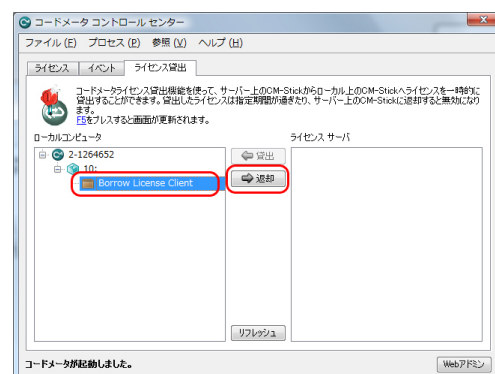 コードメータ コントロール センター
ファイル(F) プロセス(P) 参照(V) ヘルプ(H)
ライセンス イベント ライセンス貸出
コードメータライセンス貸出機能を使って、サーバー上のCM-Stickからローカル上のCM-Stickへライセンスを一時的に
貸出することができます。貸出したライセンスは指定期間が過ぎたり、サーバー上のCM-Stickに返却すると無効になり
ます。
F5をプレスすると画面が更新されます。
ローカルコンピュータ ライセンス サーバ
2-1264652 貸出
10:
Borrow License Client 返却
リフレッシュ
コードメータが起動しました。 Webアドミン